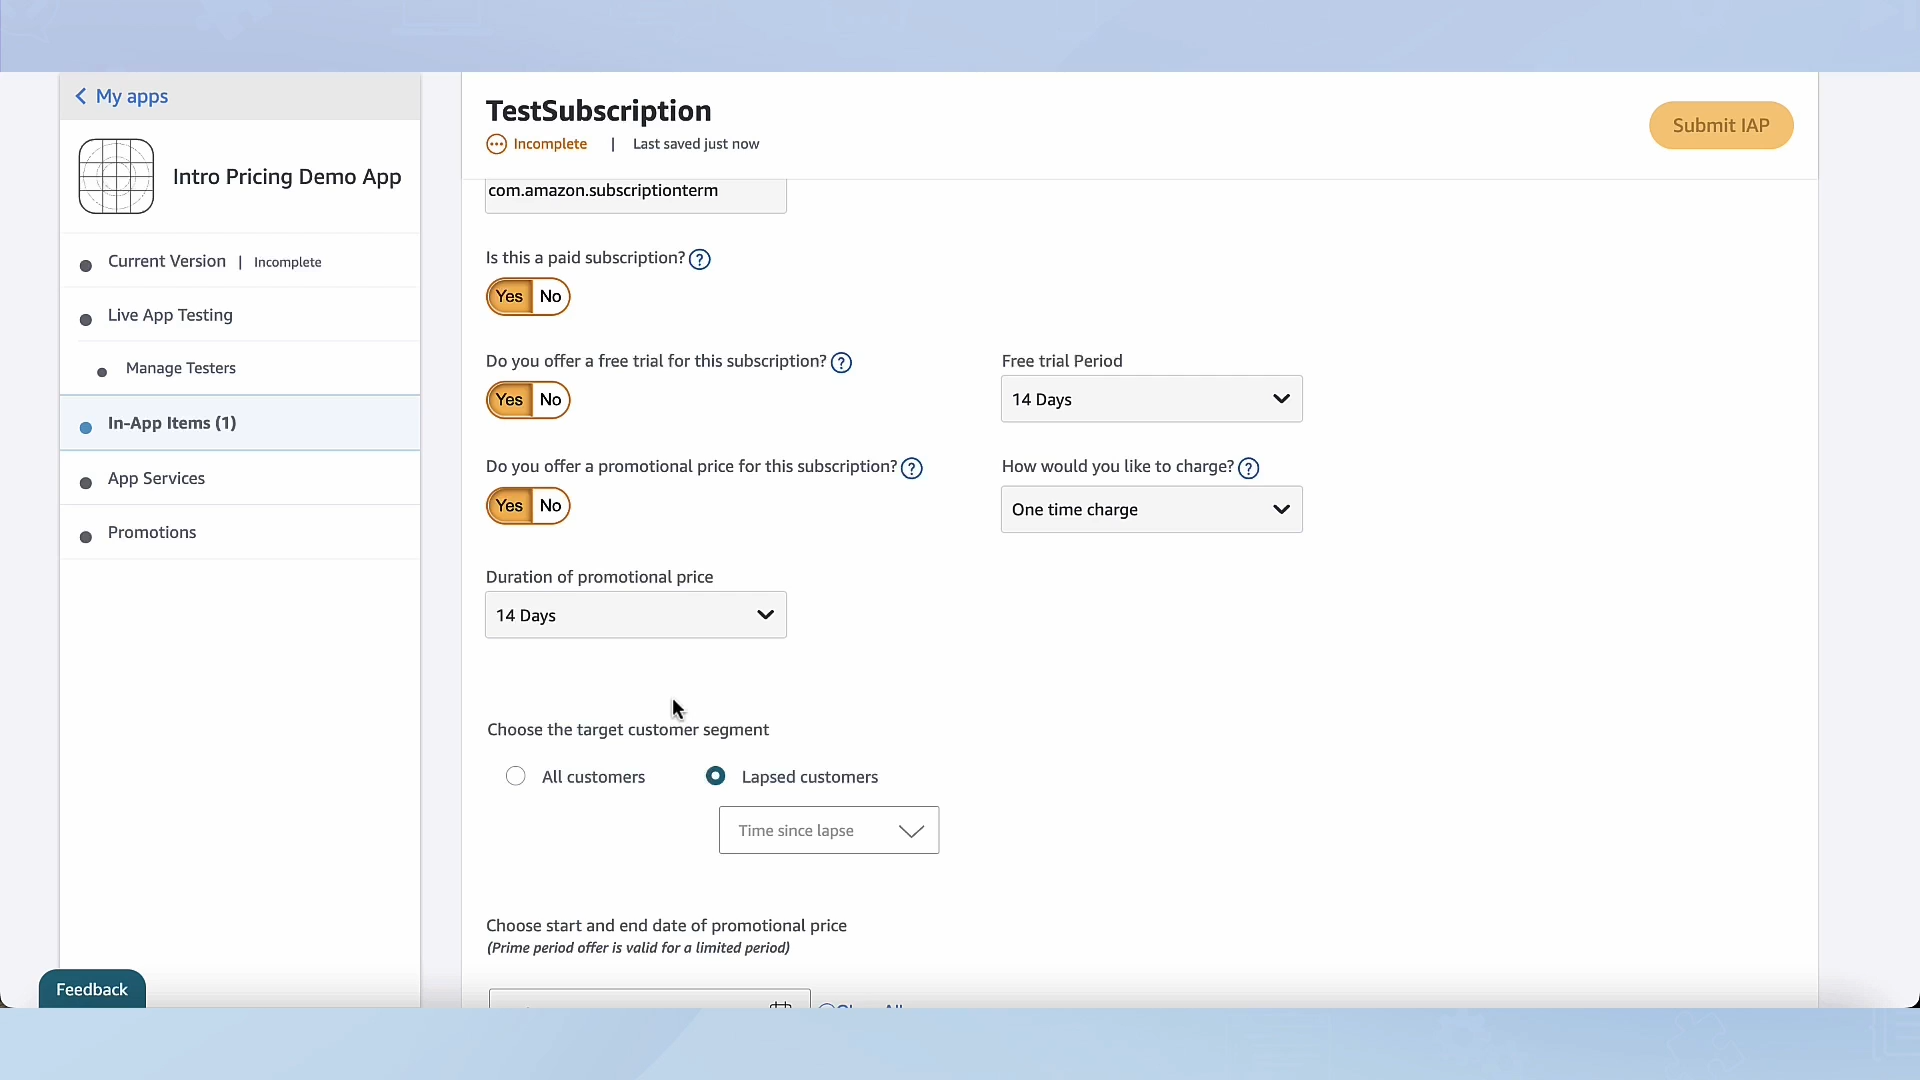 My apps
Intro Pricing Demo App
Current Version | Incomplete
Live App Testing
Manage Testers
In-App Items (1)
App Services
Promotions
Feedback
TestSubscription
Incomplete | Last saved just now
Submit IAP
com.amazon.subscriptionterm
Is this a paid subscription? ?
Yes No
Do you offer a free trial for this subscription? ?
Yes No
Free trial Period
14 Days
Do you offer a promotional price for this subscription? ?
Yes No
How would you like to charge? ?
One time charge
Duration of promotional price
14 Days
Choose the target customer segment
All customers
Lapsed customers
Time since lapse
Choose start and end date of promotional price
(Prime period offer is valid for a limited period)